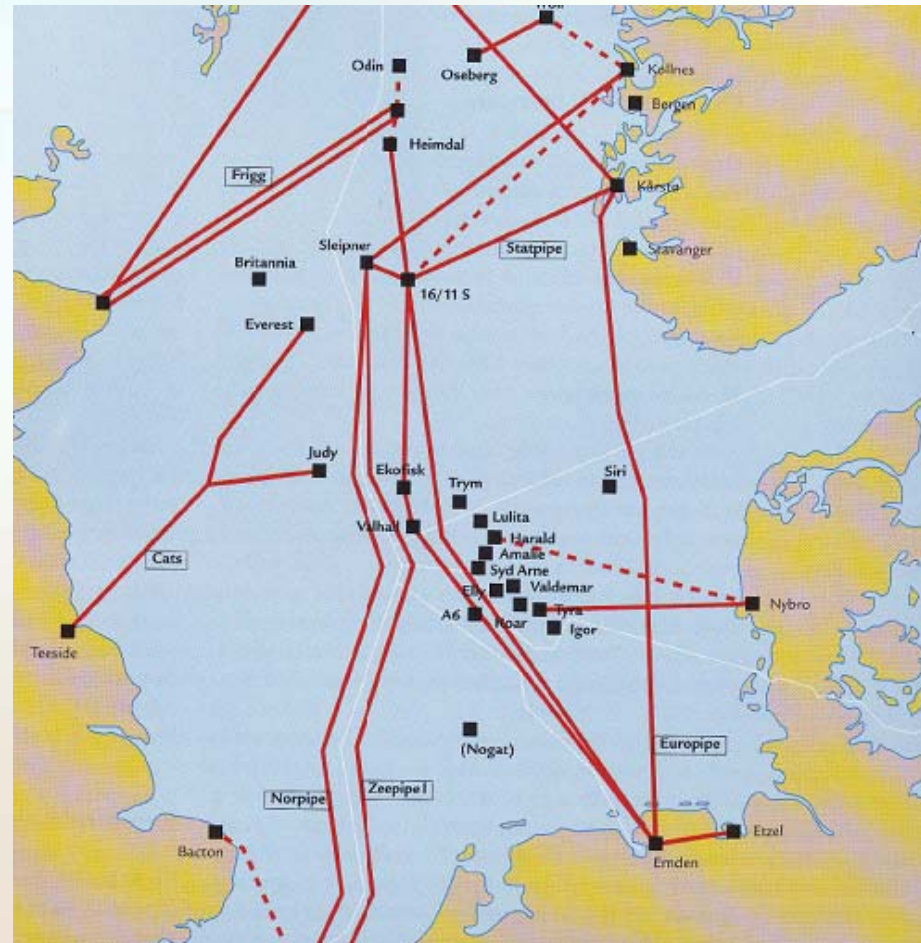 Troll
Odin
Oseberg
Kollnes
Bergen
Heimdal
Frigg
Kårstø
Sleipner
Statpipe
Stavanger
Britannia
16/11 S
Everest
Judy
Ekofisk
Siri
Trym
Lulita
Valhall
Harald
Amalie
Cats
Syd Arne
Elly
Valdemar
Nybro
A6
Roar
Tyra
Igor
Teeside
(Nogat)
Europipe
Norpipe
Zeepipe I
Bacton
Etzel
Emden